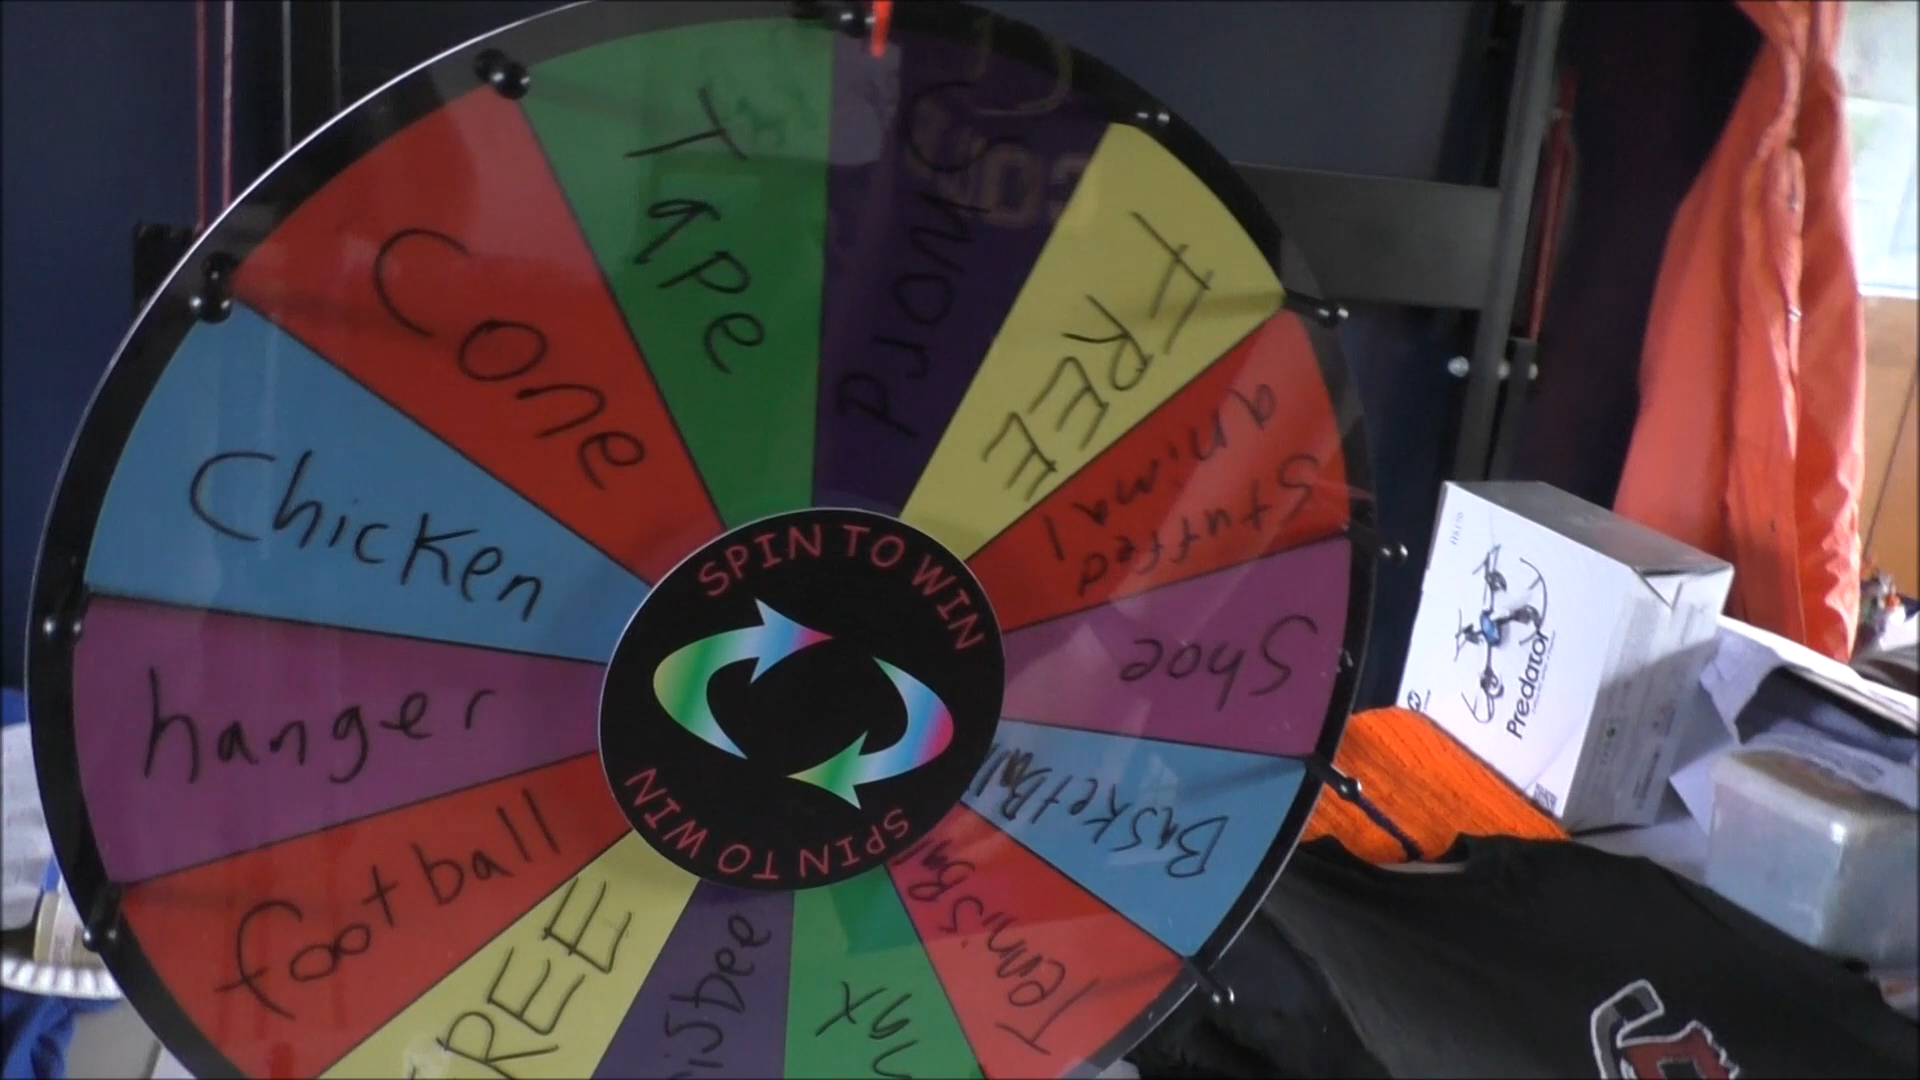 Tape
Sword
FREE
Stuffed
animal
Shoe
BasketBall
TennisBall
FREE
football
hanger
Chicken
Cone
SPIN TO WIN
SPIN TO WIN
Predator